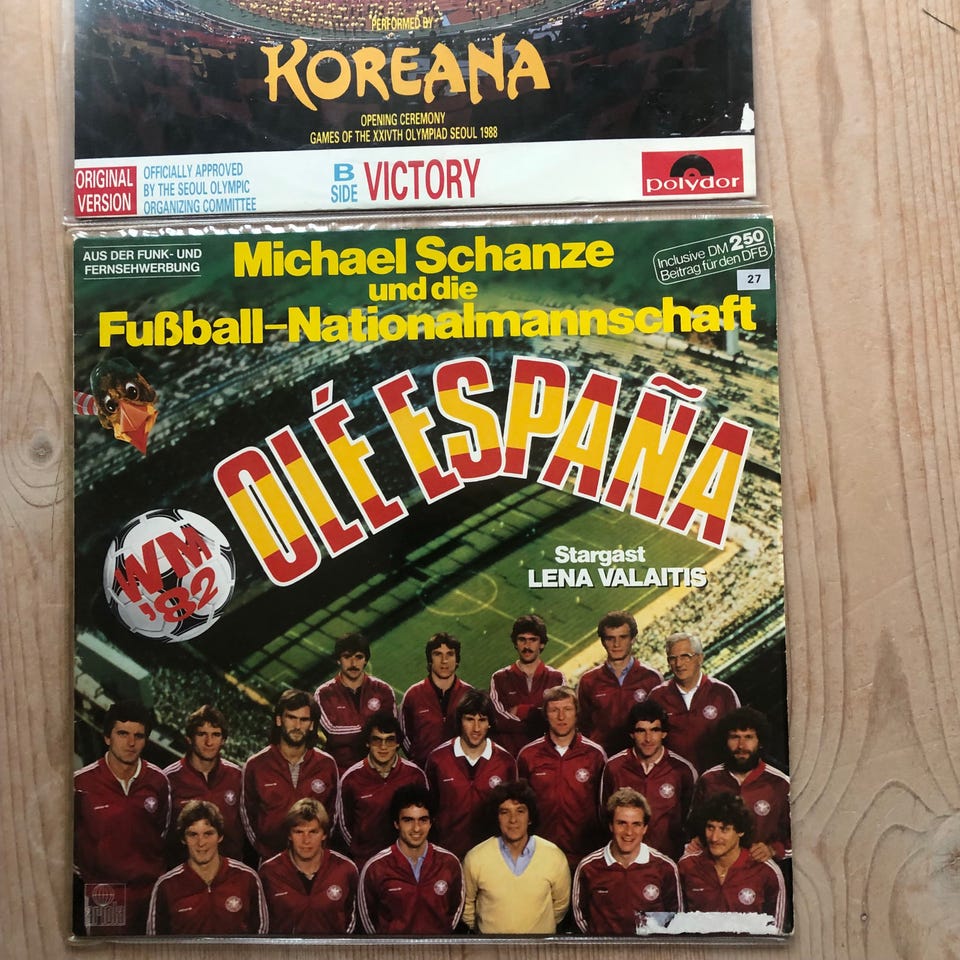 PERFORMED BY
KOREANA
OPENING CEREMONY
GAMES OF THE XXIVTH OLYMPIAD SEOUL 1988
ORIGINAL
VERSION
OFFICIALLY APPROVED
BY THE SEOUL OLYMPIC
ORGANIZING COMMITTEE
B
SIDE
VICTORY
polydor
AUS DER FUNK- UND
FERNSEHWERBUNG
Michael Schanze
und die
Fußball-Nationalmannschaft
Inclusive DM 2.50
Beitrag für den DFB
27
OLÉ ESPAÑA
WM
'82
Stargast
LENA VALAITIS
ARIOLA